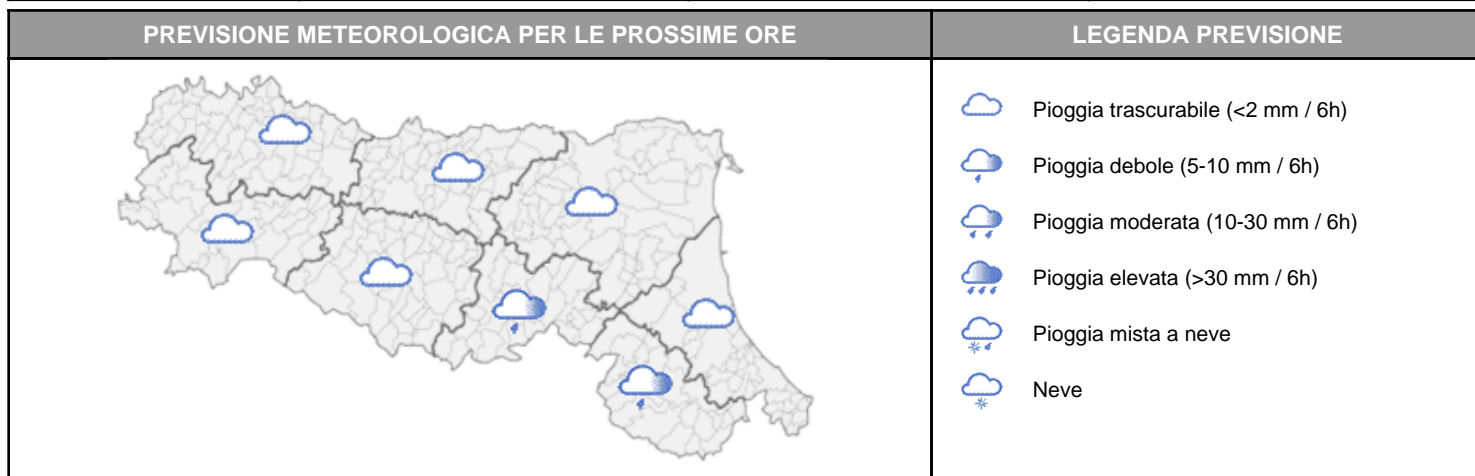 PREVISIONE METEOROLOGICA PER LE PROSSIME ORE
LEGENDA PREVISIONE
Pioggia trascurabile (<2 mm / 6h)
Pioggia debole (5-10 mm / 6h)
Pioggia moderata (10-30 mm / 6h)
Pioggia elevata (>30 mm / 6h)
Pioggia mista a neve
Neve